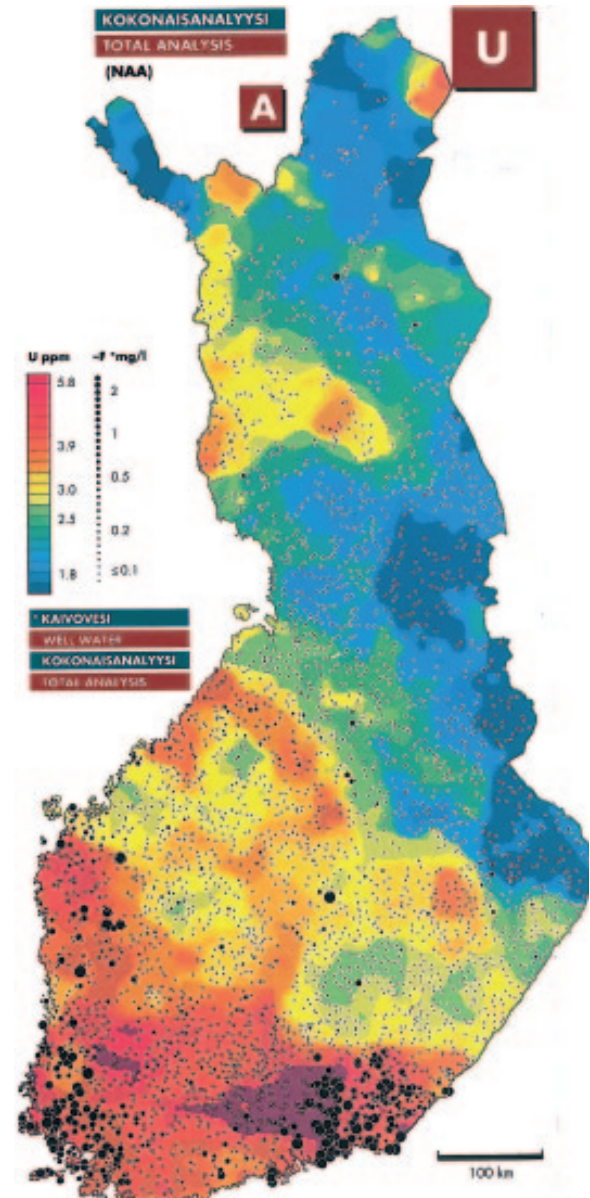 KOKONAISANALYYSI
TOTAL ANALYSIS
(NAA)
A
U
U ppm
–F *mg/l
5.8
3.9
3.0
2.5
1.8
2
1
0.5
0.2
≤0.1
* KAIVOVESI
WELL WATER
KOKONAISANALYYSI
TOTAL ANALYSIS
100 km